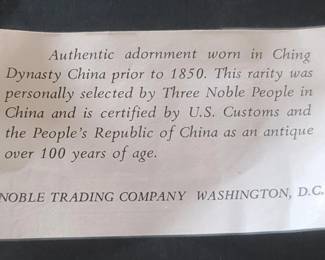 Authentic adornment worn in Ching
Dynasty China prior to 1850. This rarity was
personally selected by Three Noble People in
China and is certified by U.S. Customs and
the People's Republic of China as an antique
over 100 years of age.
NOBLE TRADING COMPANY WASHINGTON, D.C.